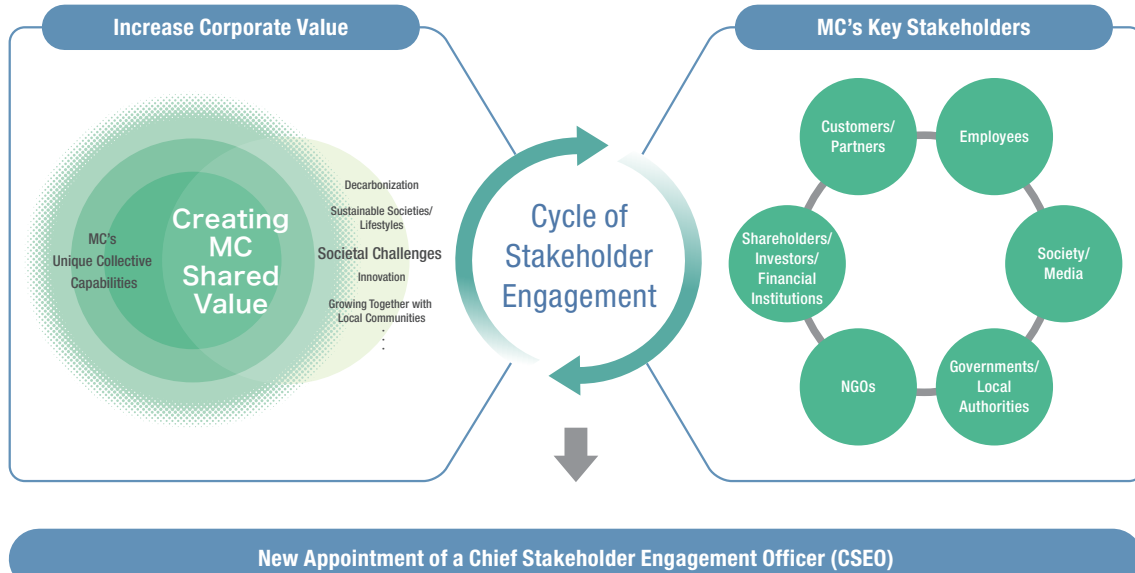 Increase Corporate Value
MC's Key Stakeholders
MC's
Unique Collective
Capabilities
Creating
MC
Shared
Value
Decarbonization
Sustainable Societies/
Lifestyles
Societal Challenges
Innovation
Growing Together with
Local Communities
Cycle of
Stakeholder
Engagement
Customers/
Partners
Employees
Shareholders/
Investors/
Financial
Institutions
Society/
Media
NGOs
Governments/
Local
Authorities
New Appointment of a Chief Stakeholder Engagement Officer (CSEO)